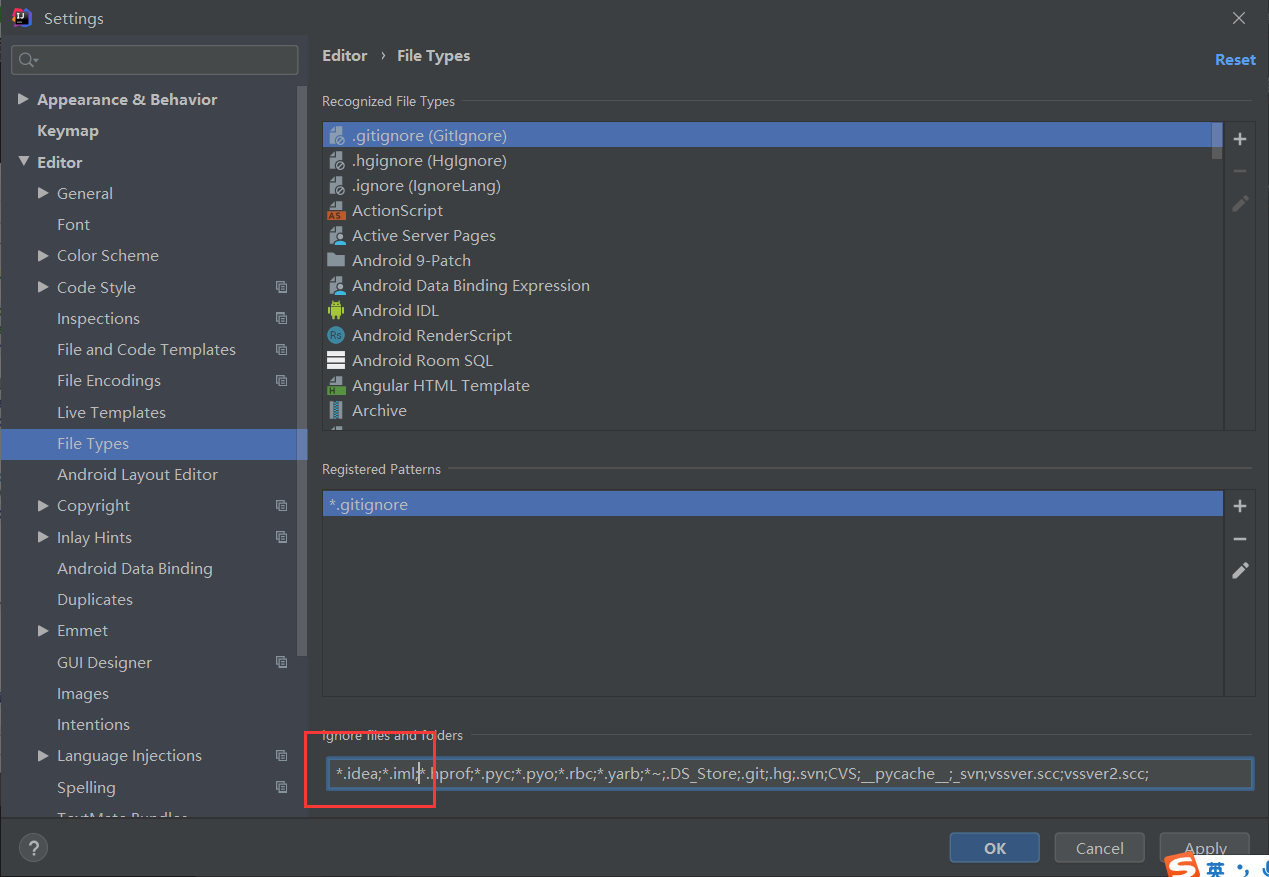 Settings
Appearance & Behavior
Keymap
Editor
General
Font
Color Scheme
Code Style
Inspections
File and Code Templates
File Encodings
Live Templates
File Types
Android Layout Editor
Copyright
Inlay Hints
Android Data Binding
Duplicates
Emmet
GUI Designer
Images
Intentions
Language Injections
Spelling
TextMate Bundles
Editor › File Types
Reset
Recognized File Types
.gitignore (GitIgnore)
.hgignore (HgIgnore)
.ignore (IgnoreLang)
ActionScript
Active Server Pages
Android 9-Patch
Android Data Binding Expression
Android IDL
Android RenderScript
Android Room SQL
Angular HTML Template
Archive
Registered Patterns
*.gitignore
Ignore files and folders
*.idea;*.iml;*.hprof;*.pyc;*.pyo;*.rbc;*.yarb;*~;.DS_Store;.git;.hg;.svn;CVS;__pycache__;_svn;vssver.scc;vssver2.scc;
?
OK
Cancel
Apply
英